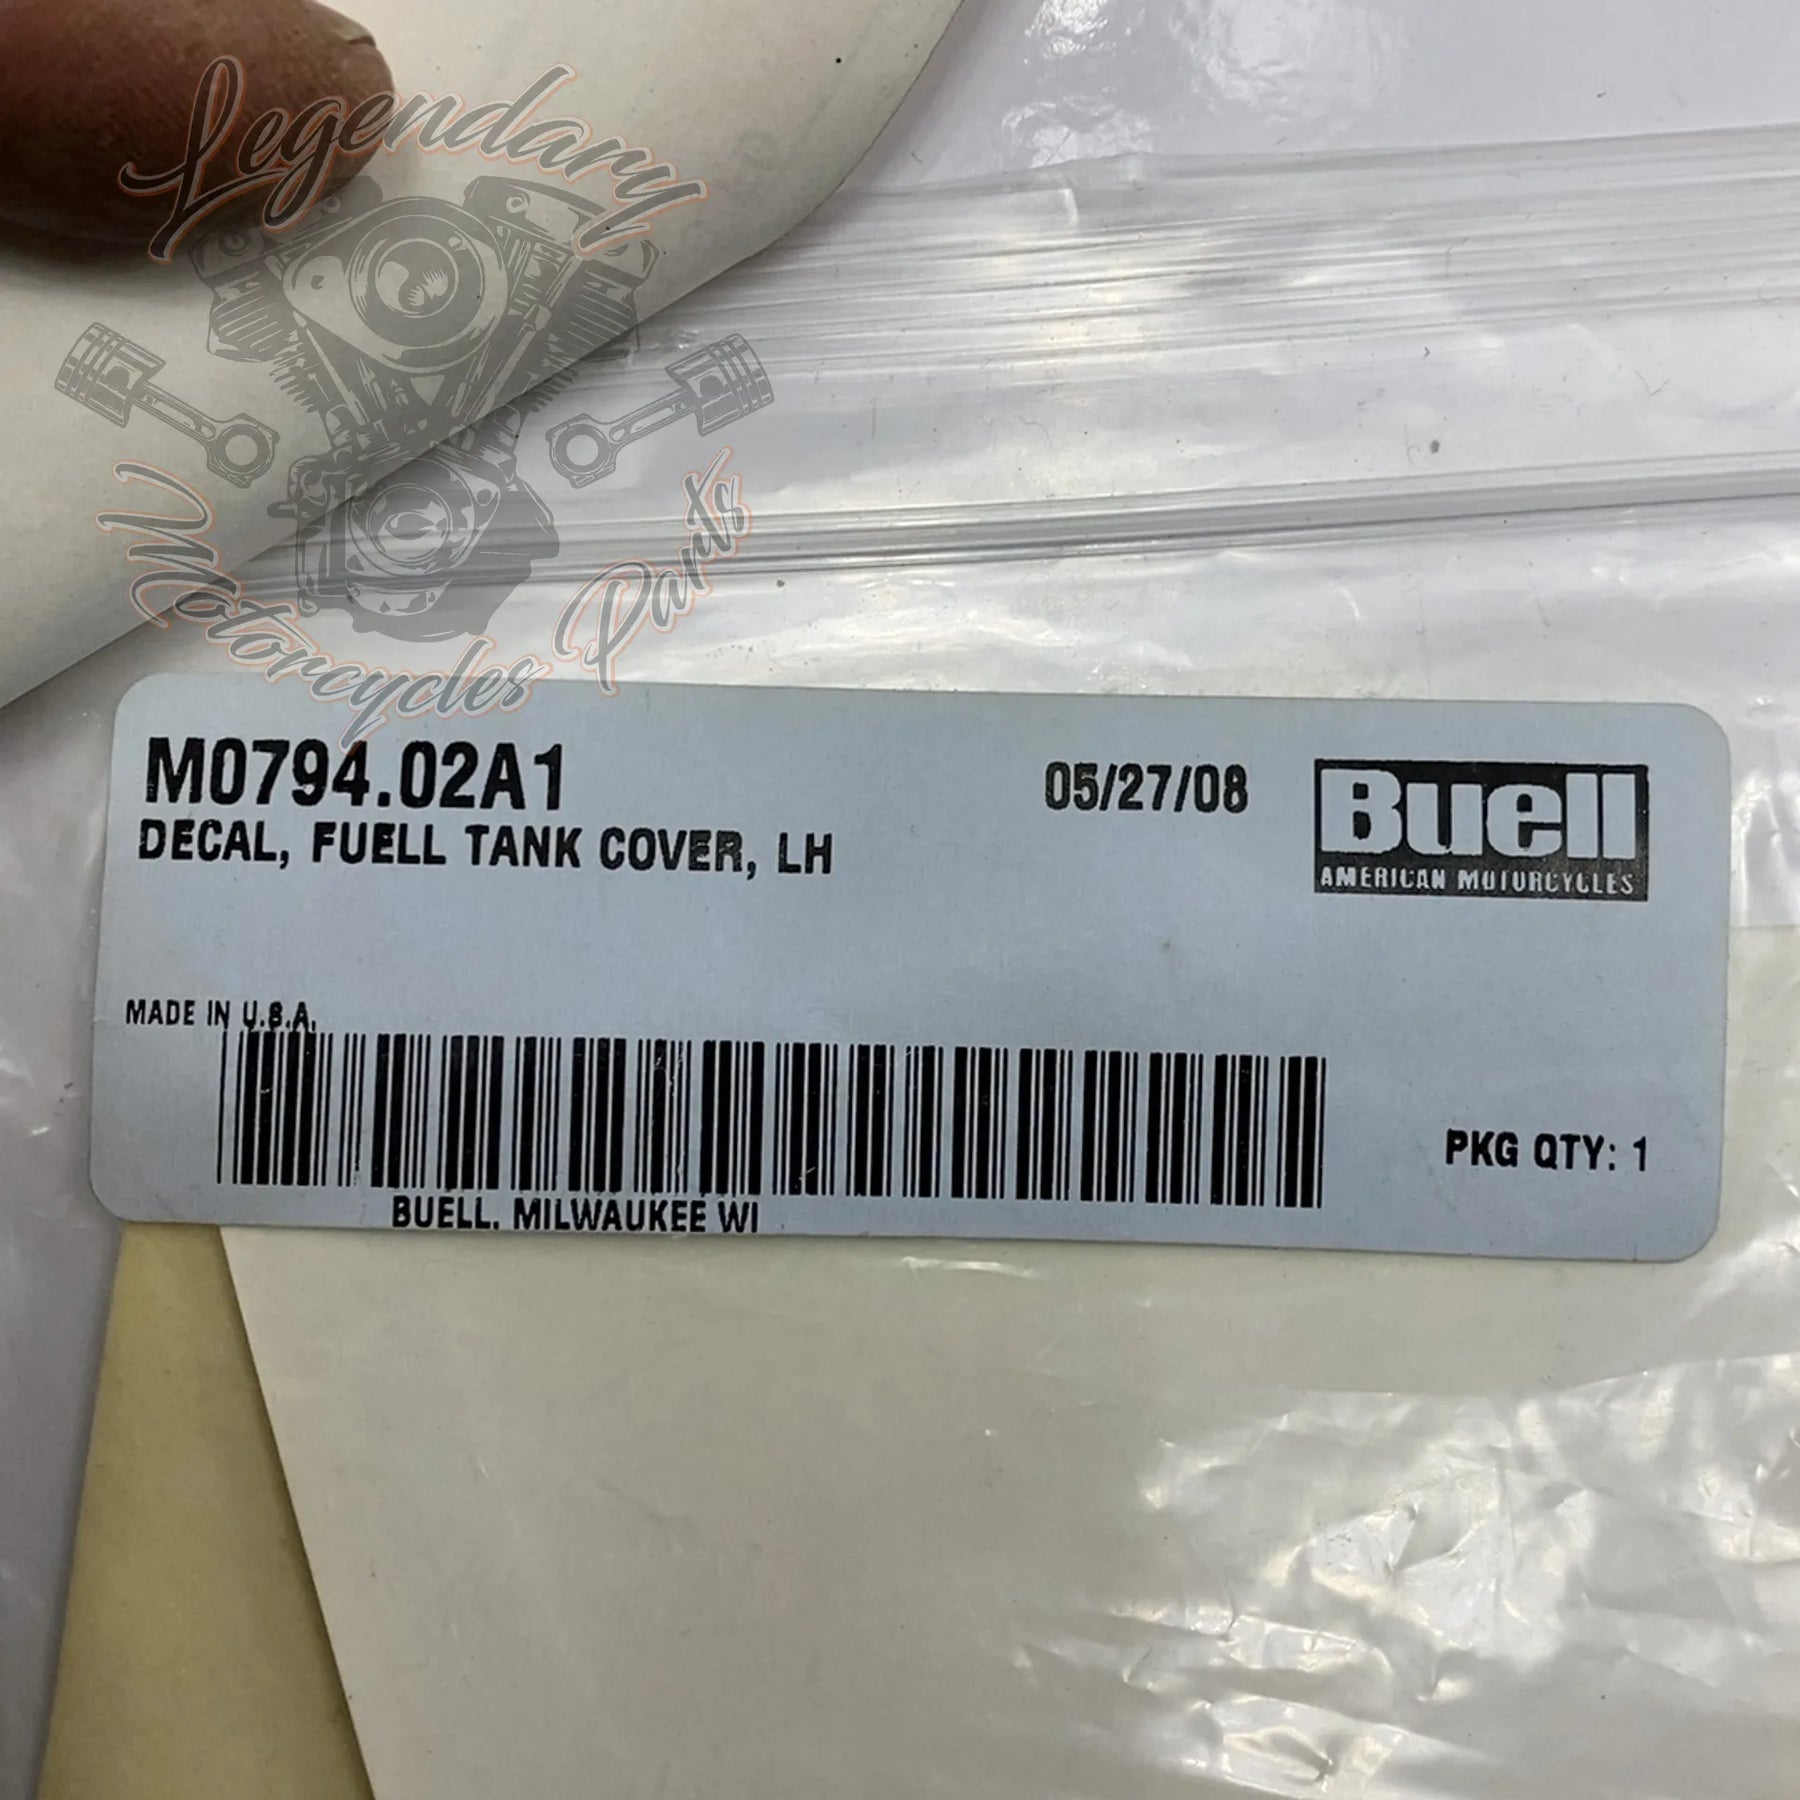 Legendary
Motorcycles Parts
M0794.02A1
05/27/08
Buell
AMERICAN MOTORCYCLES
DECAL, FUELL TANK COVER, LH
MADE IN U.S.A.
PKG QTY: 1
BUELL. MILWAUKEE WI